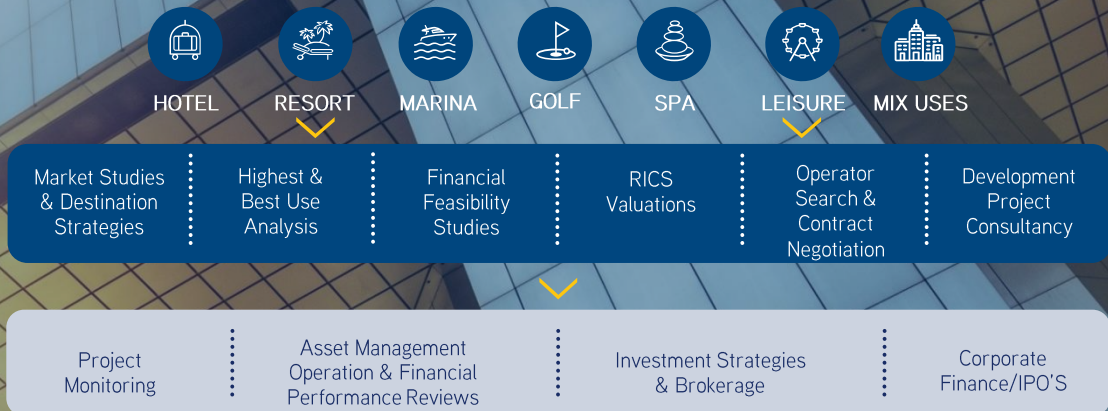 HOTEL
RESORT
MARINA
GOLF
SPA
LEISURE
MIX USES
Market Studies
& Destination
Strategies
Highest &
Best Use
Analysis
Financial
Feasibility
Studies
RICS
Valuations
Operator
Search &
Contract
Negotiation
Development
Project
Consultancy
Project
Monitoring
Asset Management
Operation & Financial
Performance Reviews
Investment Strategies
& Brokerage
Corporate
Finance/IPO'S